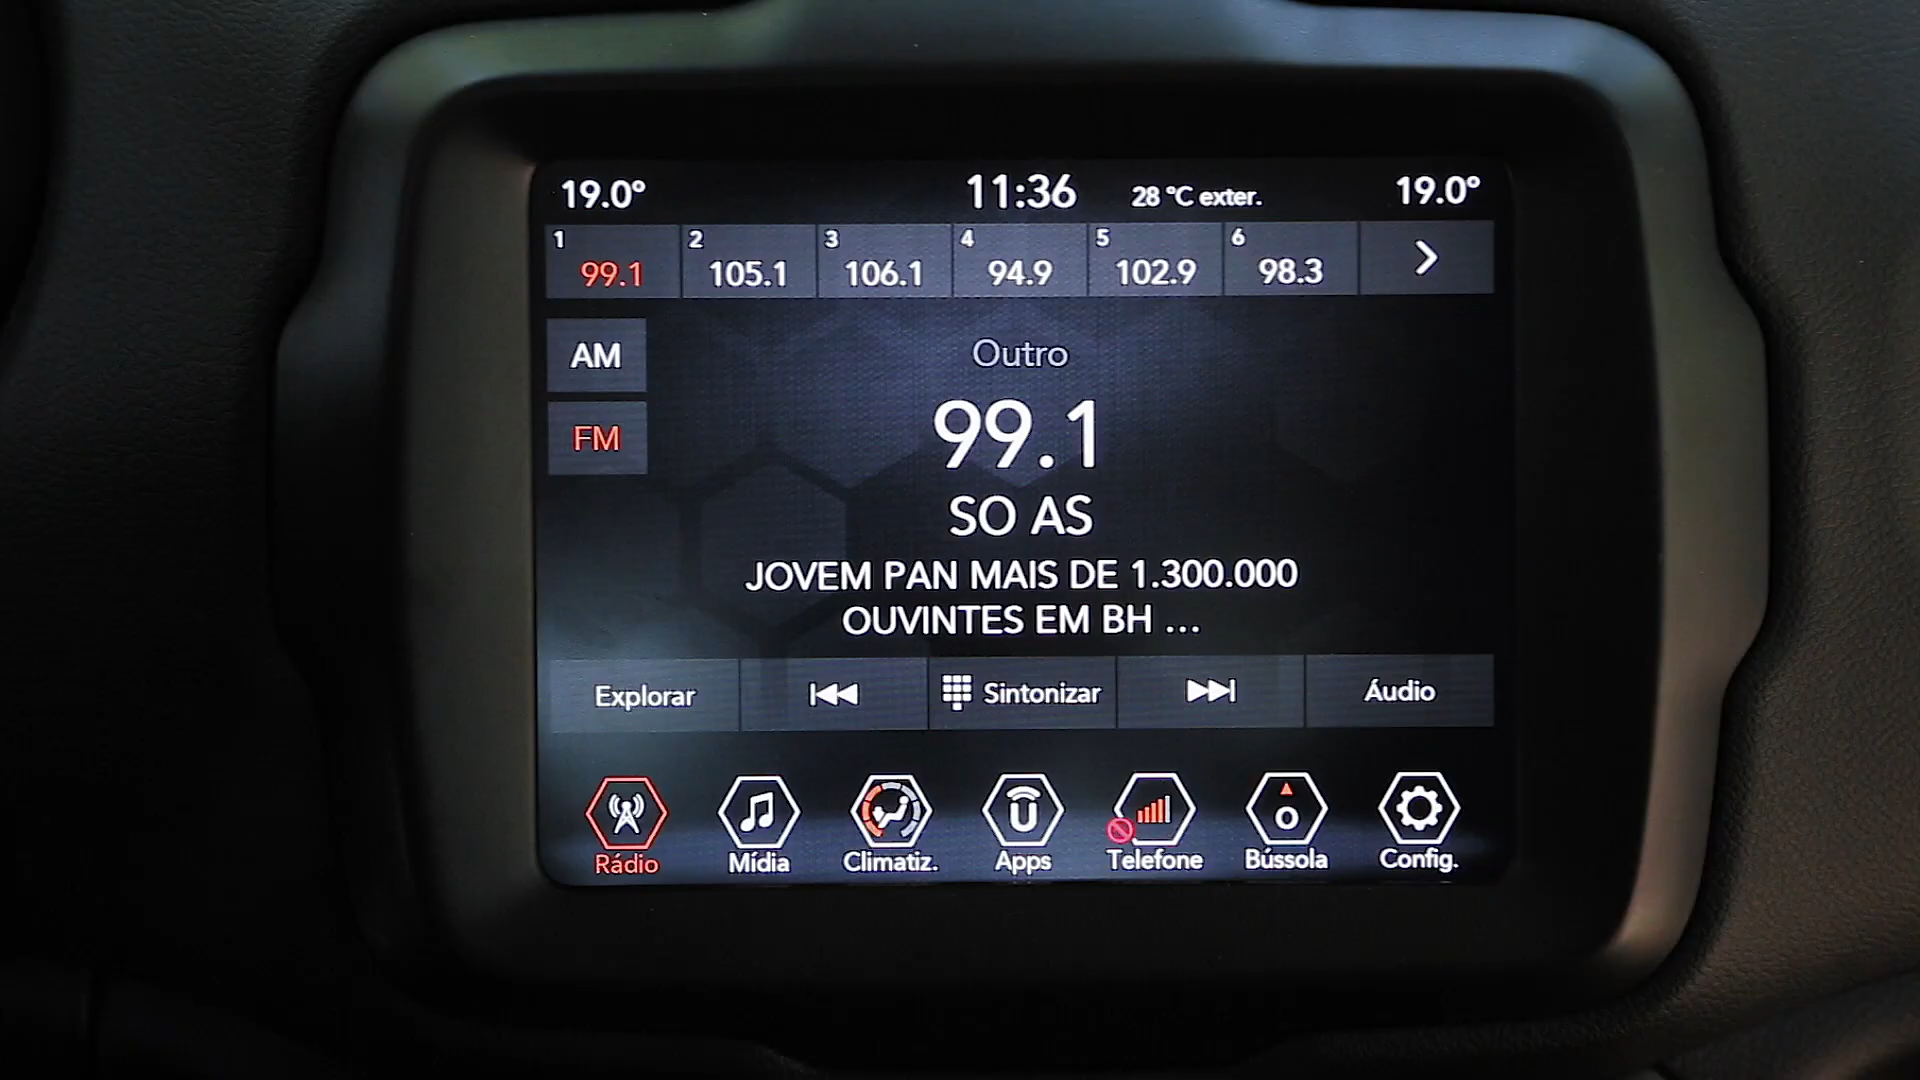 19.0° 11:36 28 °C exter. 19.0°
1 2 3 4 5 6
99.1 105.1 106.1 94.9 102.9 98.3
AM
Outro
FM
99.1
SO AS
JOVEM PAN MAIS DE 1.300.000
OUVINTES EM BH ...
Explorar Sintonizar Áudio
Rádio Mídia Climatiz. Apps Telefone Bússola Config.